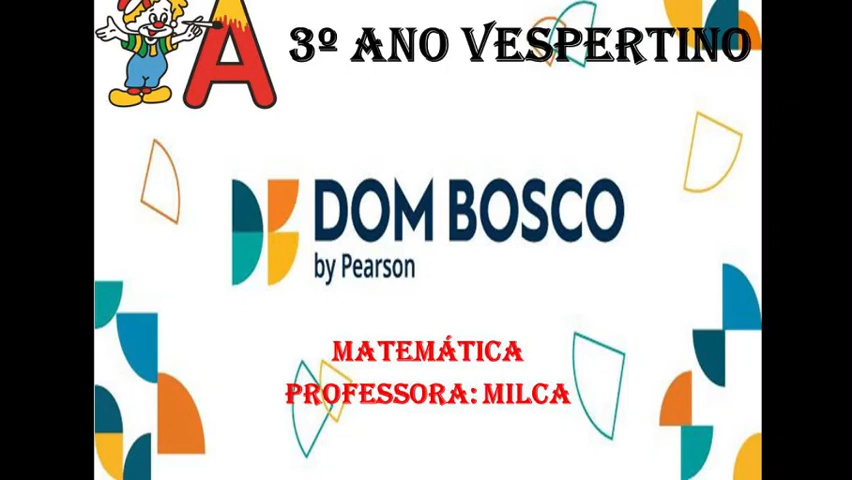 A
3º ANO VESPERTINO
DOM BOSCO
by Pearson
MATEMÁTICA
PROFESSORA: MILCA